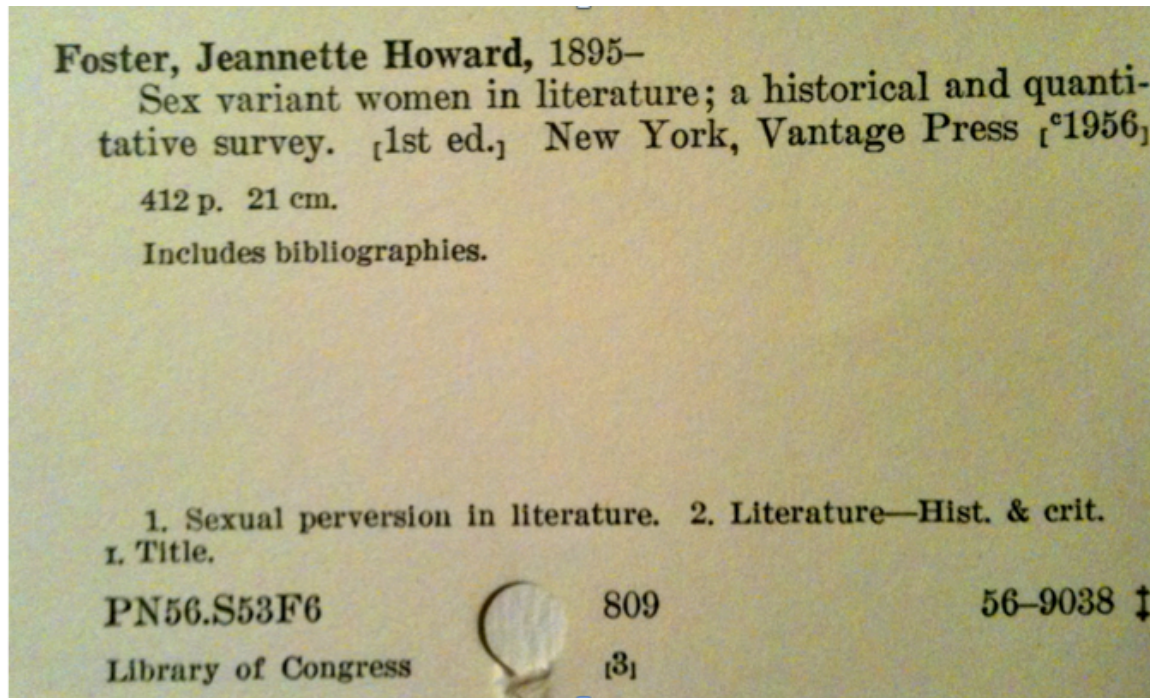 Foster, Jeannette Howard, 1895–
Sex variant women in literature; a historical and quanti-
tative survey. [1st ed.] New York, Vantage Press [ᶜ1956]
412 p. 21 cm.
Includes bibliographies.
1. Sexual perversion in literature. 2. Literature—Hist. & crit.
I. Title.
PN56.S53F6 809 56–9038 ‡
Library of Congress [3]